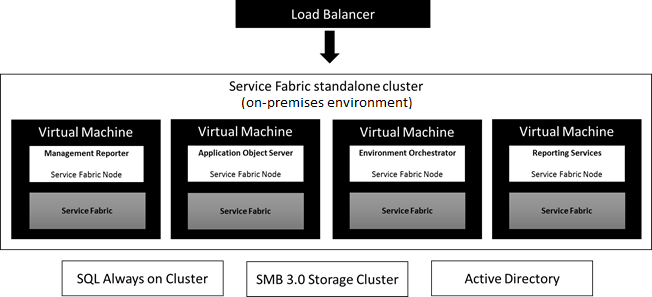 Load Balancer
Service Fabric standalone cluster
(on-premises environment)
Virtual Machine
Management Reporter
Service Fabric Node
Service Fabric
Virtual Machine
Application Object Server
Service Fabric Node
Service Fabric
Virtual Machine
Environment Orchestrator
Service Fabric Node
Service Fabric
Virtual Machine
Reporting Services
Service Fabric Node
Service Fabric
SQL Always on Cluster
SMB 3.0 Storage Cluster
Active Directory